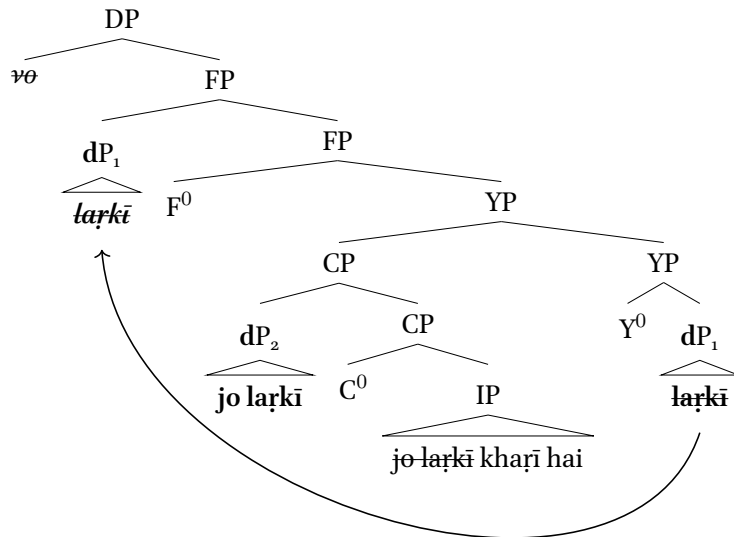 DP
vo FP
dP₁ FP
laṛkī F⁰ YP
CP YP
dP₂ CP Y⁰ dP₁
jo laṛkī C⁰ IP laṛkī
jo laṛkī khaṛī hai